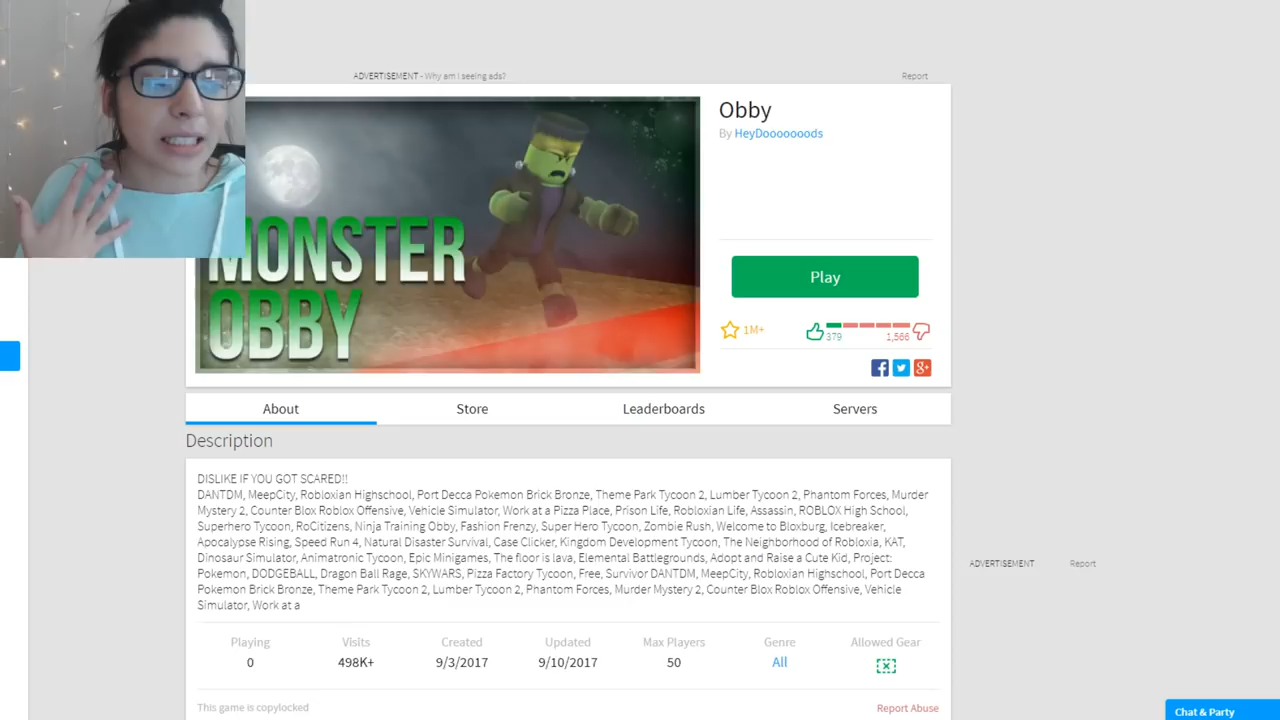 ADVERTISEMENT - Why am I seeing ads?
Report
MONSTER
OBBY
Obby
By HeyDooooooods
Play
1M+
379
1,566
About
Store
Leaderboards
Servers
Description
DISLIKE IF YOU GOT SCARED!!
DANTDM, MeepCity, Robloxian Highschool, Port Decca Pokemon Brick Bronze, Theme Park Tycoon 2, Lumber Tycoon 2, Phantom Forces, Murder
Mystery 2, Counter Blox Roblox Offensive, Vehicle Simulator, Work at a Pizza Place, Prison Life, Robloxian Life, Assassin, ROBLOX High School,
Superhero Tycoon, RoCitizens, Ninja Training Obby, Fashion Frenzy, Super Hero Tycoon, Zombie Rush, Welcome to Bloxburg, Icebreaker,
Apocalypse Rising, Speed Run 4, Natural Disaster Survival, Case Clicker, Kingdom Development Tycoon, The Neighborhood of Robloxia, KAT,
Dinosaur Simulator, Animatronic Tycoon, Epic Minigames, The floor is lava, Elemental Battlegrounds, Adopt and Raise a Cute Kid, Project:
Pokemon, DODGEBALL, Dragon Ball Rage, SKYWARS, Pizza Factory Tycoon, Free, Survivor DANTDM, MeepCity, Robloxian Highschool, Port Decca
Pokemon Brick Bronze, Theme Park Tycoon 2, Lumber Tycoon 2, Phantom Forces, Murder Mystery 2, Counter Blox Roblox Offensive, Vehicle
Simulator, Work at a
ADVERTISEMENT
Report
Playing
0
Visits
498K+
Created
9/3/2017
Updated
9/10/2017
Max Players
50
Genre
All
Allowed Gear
This game is copylocked
Report Abuse
Chat & Party